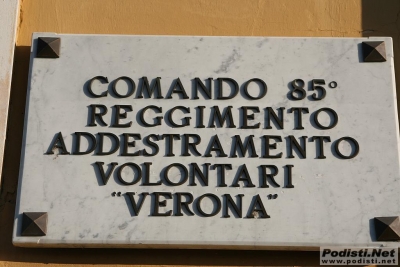 COMANDO 85°
REGGIMENTO
ADDESTRAMENTO
VOLONTARI
"VERONA"
Podisti.Net
www.podisti.net